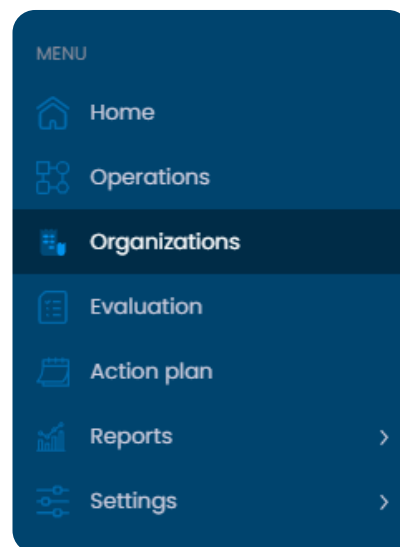 MENU
Home
Operations
Organizations
Evaluation
Action plan
Reports
Settings